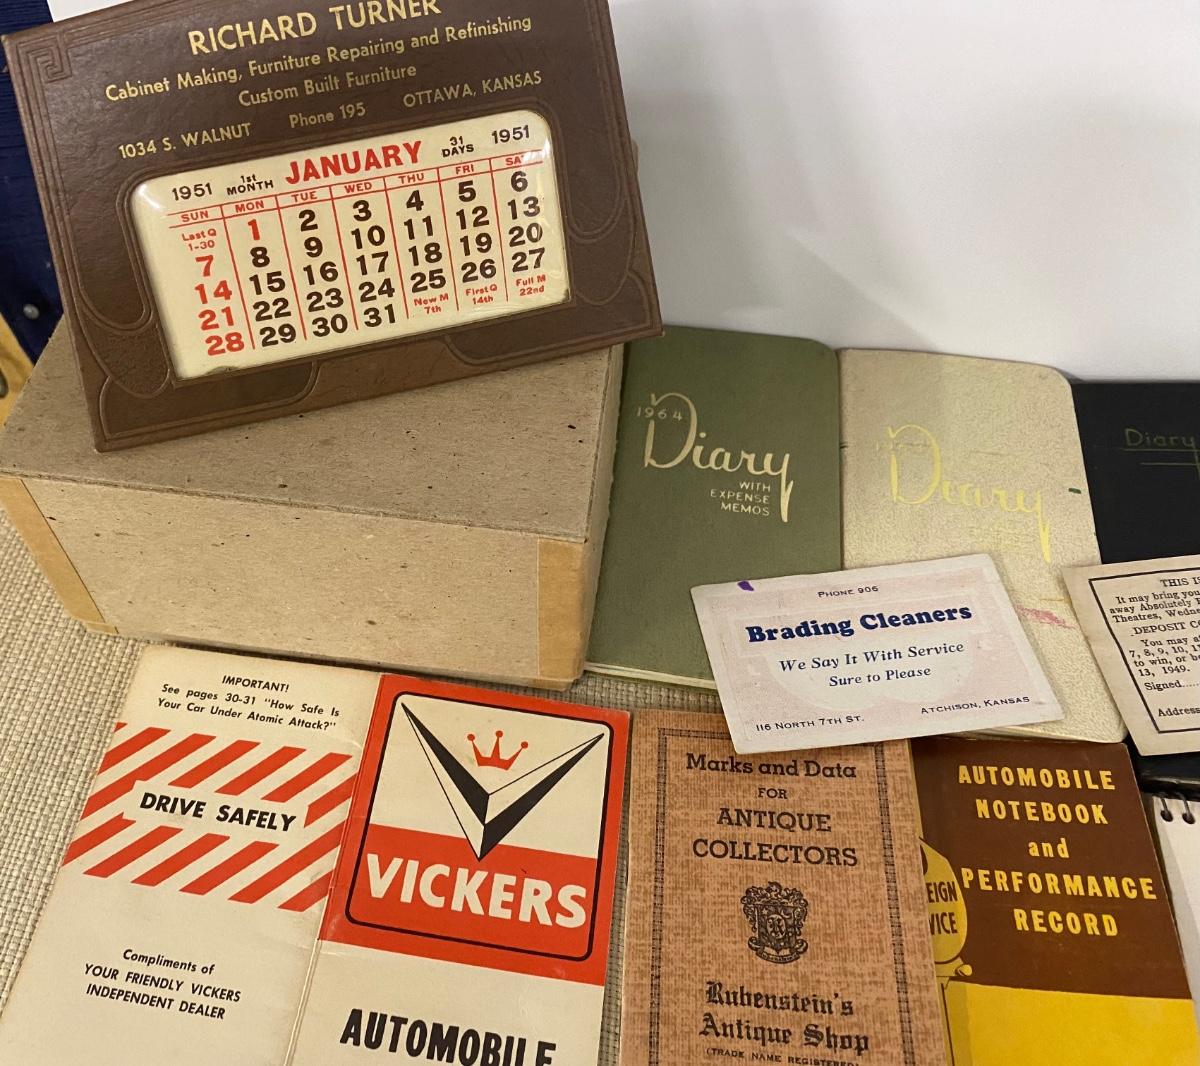 RICHARD TURNER
Cabinet Making, Furniture Repairing and Refinishing
Custom Built Furniture
1034 S. WALNUT Phone 195 OTTAWA, KANSAS
1951 1st MONTH JANUARY 31 DAYS 1951
SUN MON TUE WED THU FRI SAT
Last Q 1-30 1 2 3 4 5 6
7 8 9 10 11 12 13
14 15 16 17 18 19 20
21 22 23 24 25 26 27
28 29 30 31 New M 7th First Q 14th Full M 22nd
1964
Diary
WITH
EXPENSE
MEMOS
Diary
Diary
PHONE 906
Brading Cleaners
We Say It With Service
Sure to Please
116 NORTH 7TH ST. ATCHISON, KANSAS
THIS IS
It may bring you
away Absolutely
Theatres, Wedne
DEPOSIT CO
You may a
7, 8, 9, 10, 11
to win, or be
13, 1949.
Signed.....
Address
IMPORTANT!
See pages 30-31 "How Safe Is
Your Car Under Atomic Attack?"
DRIVE SAFELY
Compliments of
YOUR FRIENDLY VICKERS
INDEPENDENT DEALER
VICKERS
AUTOMOBILE
Marks and Data
FOR
ANTIQUE
COLLECTORS
Rubenstein's
Antique Shop
(TRADE NAME REGISTERED)
AUTOMOBILE
NOTEBOOK
and
PERFORMANCE
RECORD
EIGN
VICE